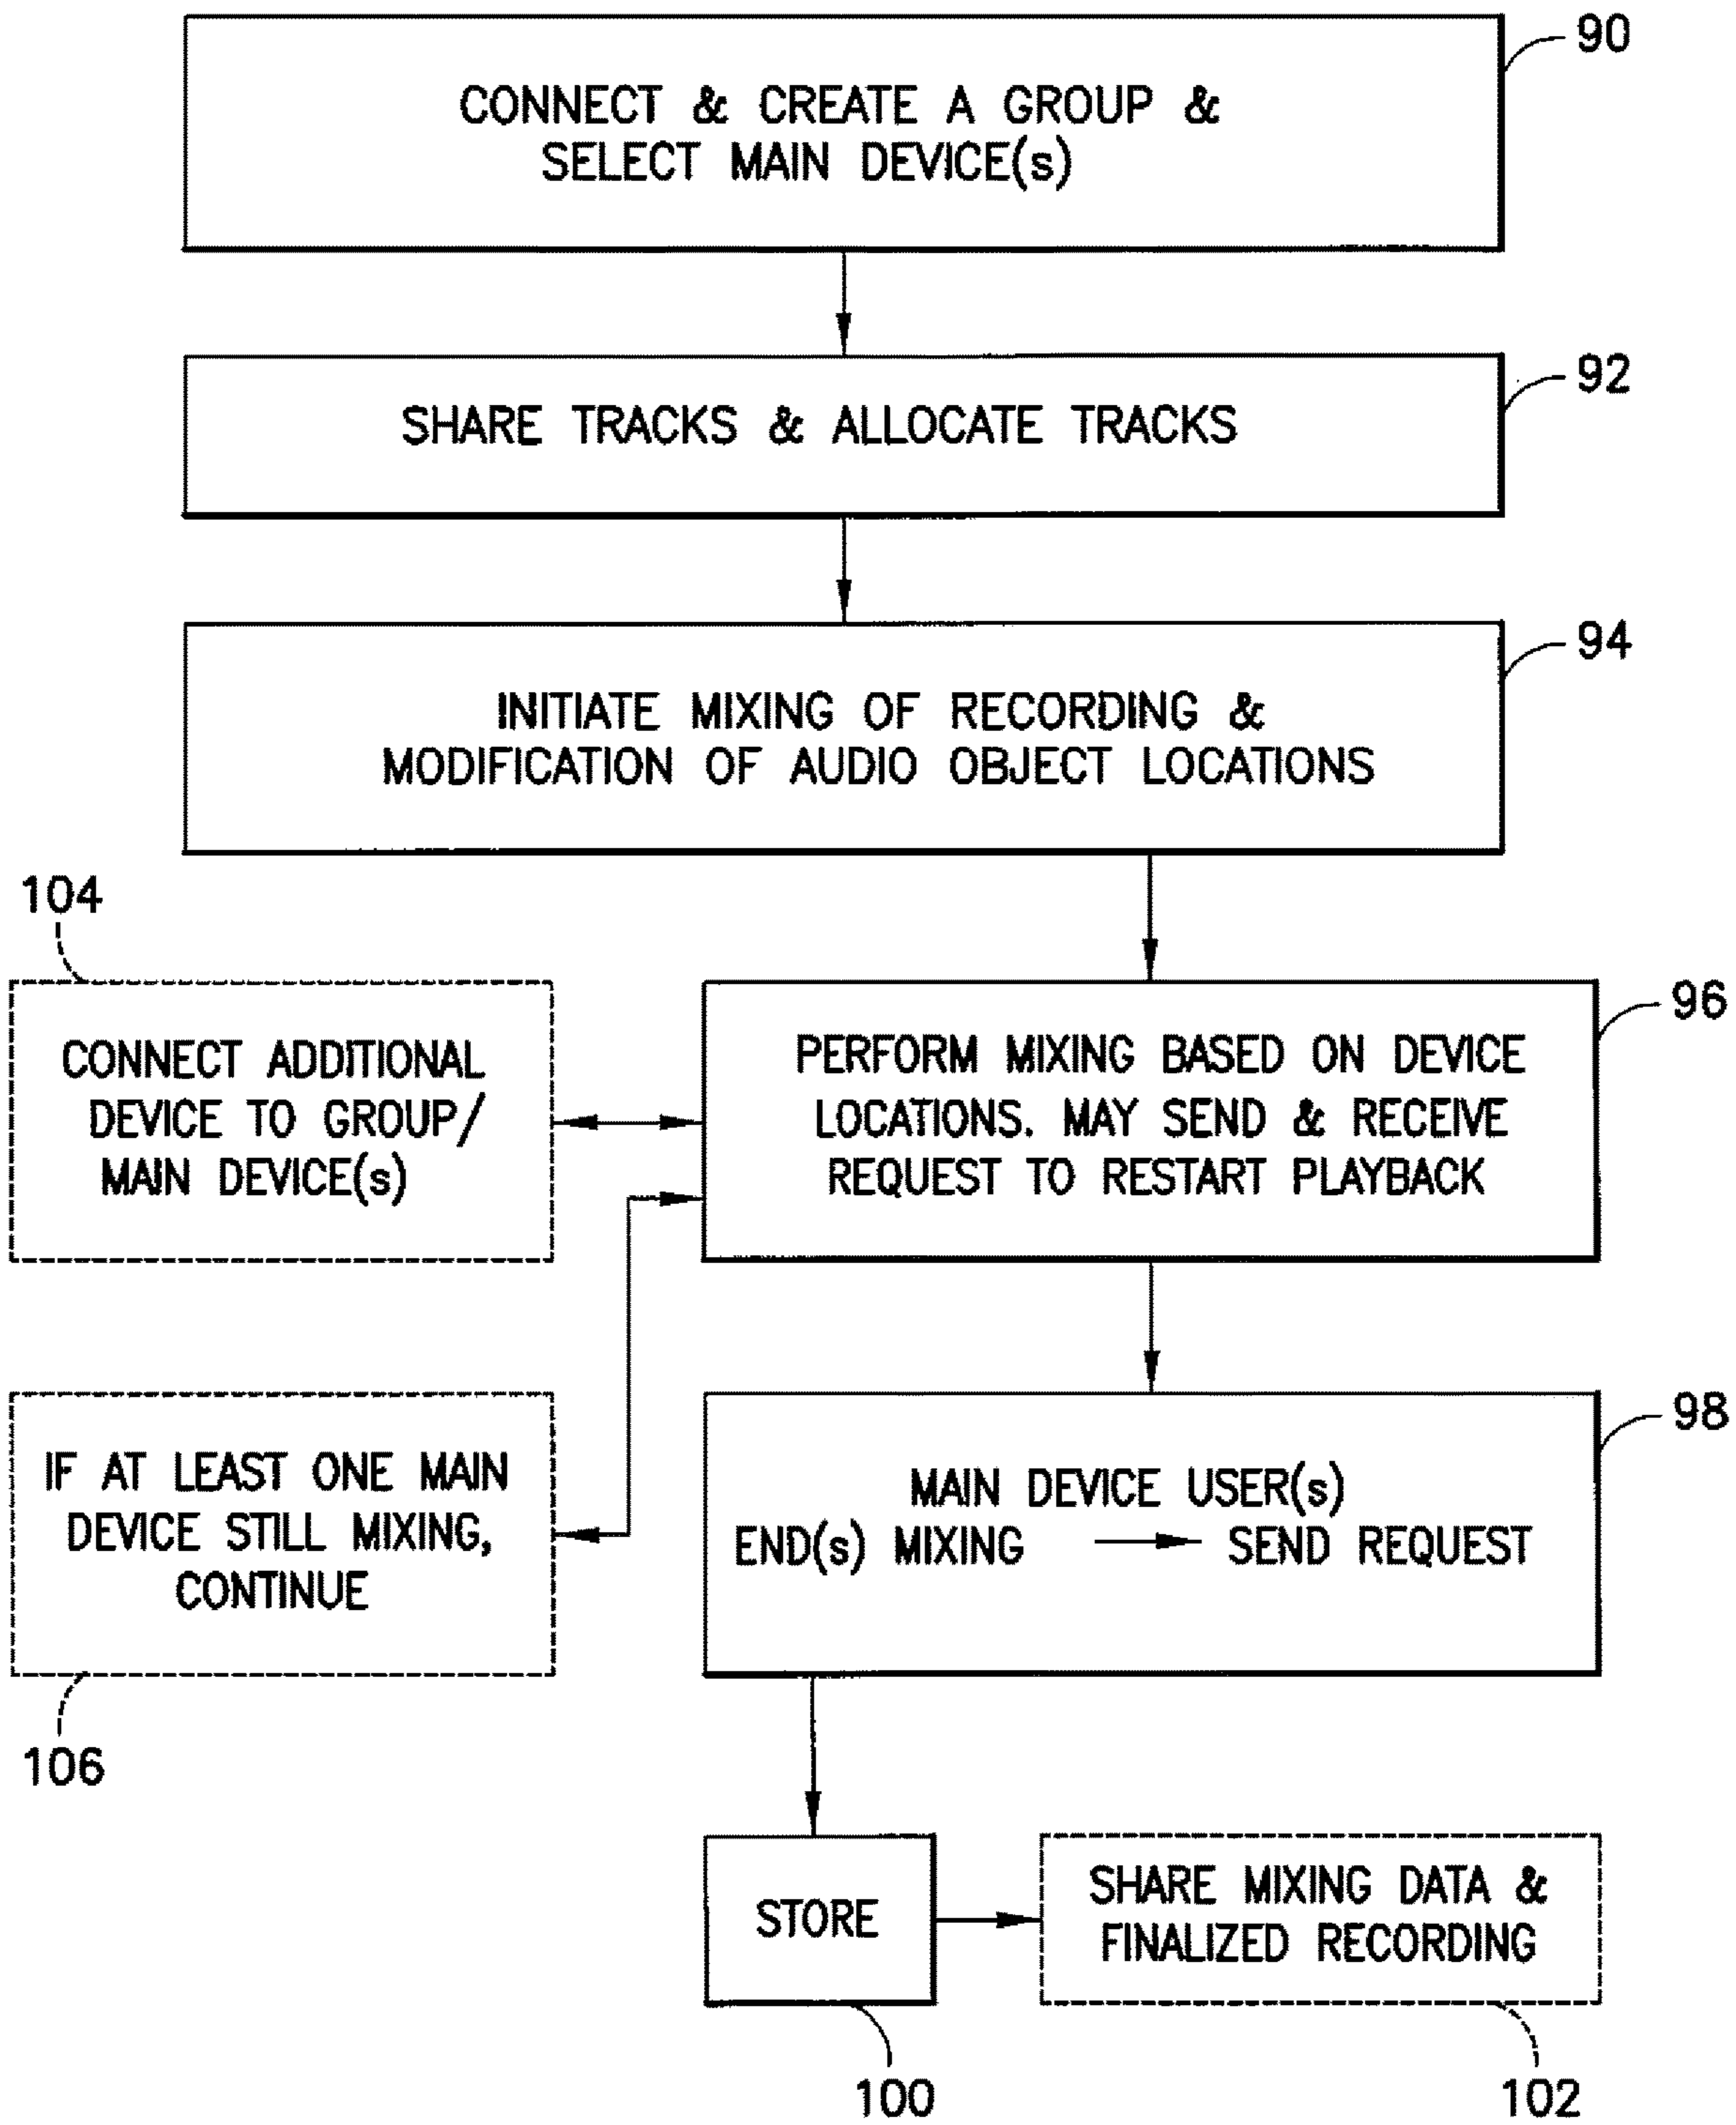 90
CONNECT & CREATE A GROUP &
SELECT MAIN DEVICE(s)
92
SHARE TRACKS & ALLOCATE TRACKS
94
INITIATE MIXING OF RECORDING &
MODIFICATION OF AUDIO OBJECT LOCATIONS
104
CONNECT ADDITIONAL
DEVICE TO GROUP/
MAIN DEVICE(s)
96
PERFORM MIXING BASED ON DEVICE
LOCATIONS. MAY SEND & RECEIVE
REQUEST TO RESTART PLAYBACK
IF AT LEAST ONE MAIN
DEVICE STILL MIXING,
CONTINUE
106
98
MAIN DEVICE USER(s)
END(s) MIXING → SEND REQUEST
STORE
100
SHARE MIXING DATA &
FINALIZED RECORDING
102